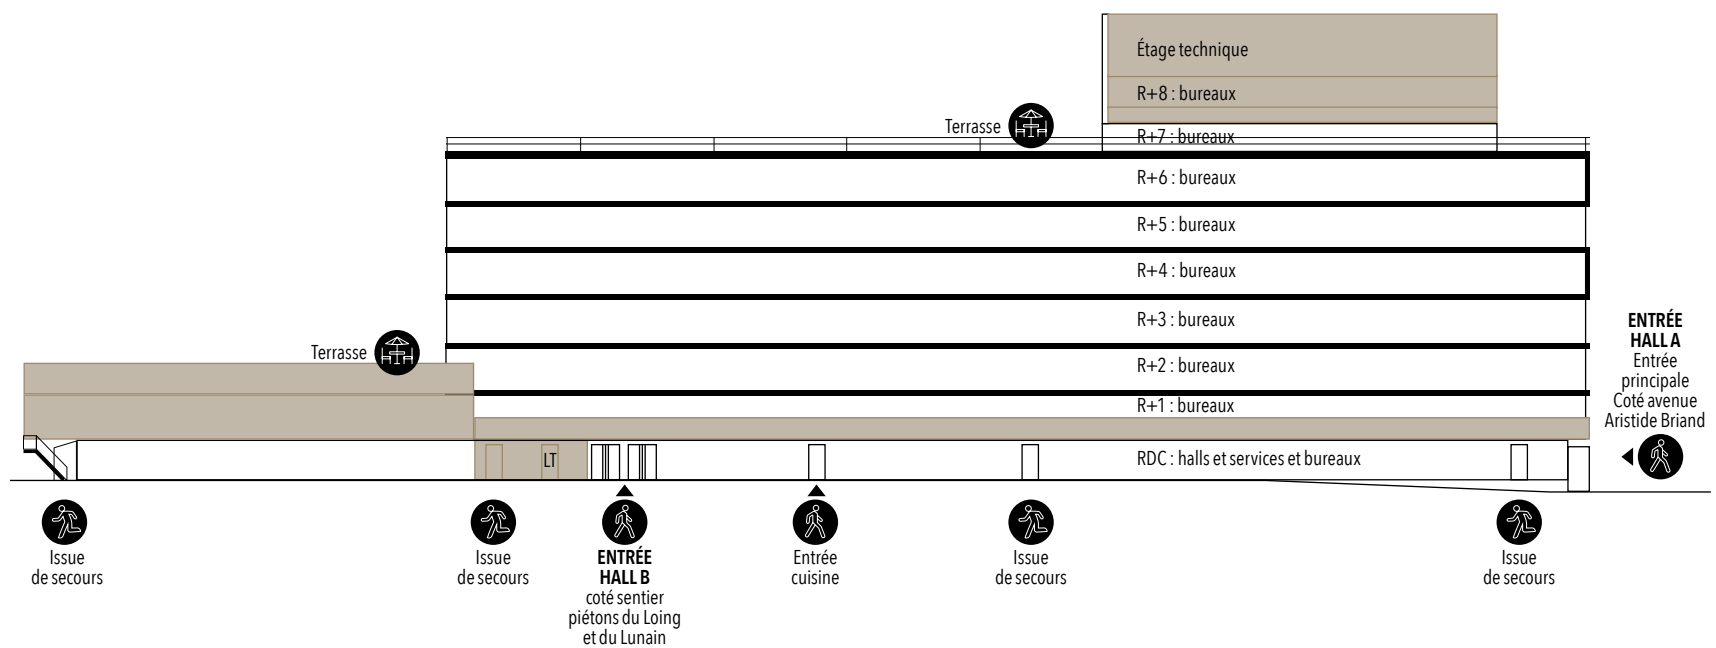 Étage technique
R+8 : bureaux
Terrasse
R+7 : bureaux
R+6 : bureaux
R+5 : bureaux
R+4 : bureaux
R+3 : bureaux
Terrasse
R+2 : bureaux
R+1 : bureaux
LT
RDC : halls et services et bureaux
ENTRÉE
HALL A
Entrée
principale
Coté avenue
Aristide Briand
Issue
de secours
Issue
de secours
ENTRÉE
HALL B
coté sentier
piétons du Loing
et du Lunain
Entrée
cuisine
Issue
de secours
Issue
de secours